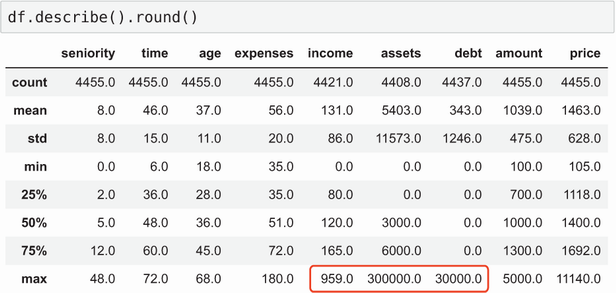 df.describe().round()
seniority time age expenses income assets debt amount price
count 4455.0 4455.0 4455.0 4455.0 4421.0 4408.0 4437.0 4455.0 4455.0
mean 8.0 46.0 37.0 56.0 131.0 5403.0 343.0 1039.0 1463.0
std 8.0 15.0 11.0 20.0 86.0 11573.0 1246.0 475.0 628.0
min 0.0 6.0 18.0 35.0 0.0 0.0 0.0 100.0 105.0
25% 2.0 36.0 28.0 35.0 80.0 0.0 0.0 700.0 1118.0
50% 5.0 48.0 36.0 51.0 120.0 3000.0 0.0 1000.0 1400.0
75% 12.0 60.0 45.0 72.0 165.0 6000.0 0.0 1300.0 1692.0
max 48.0 72.0 68.0 180.0 959.0 300000.0 30000.0 5000.0 11140.0